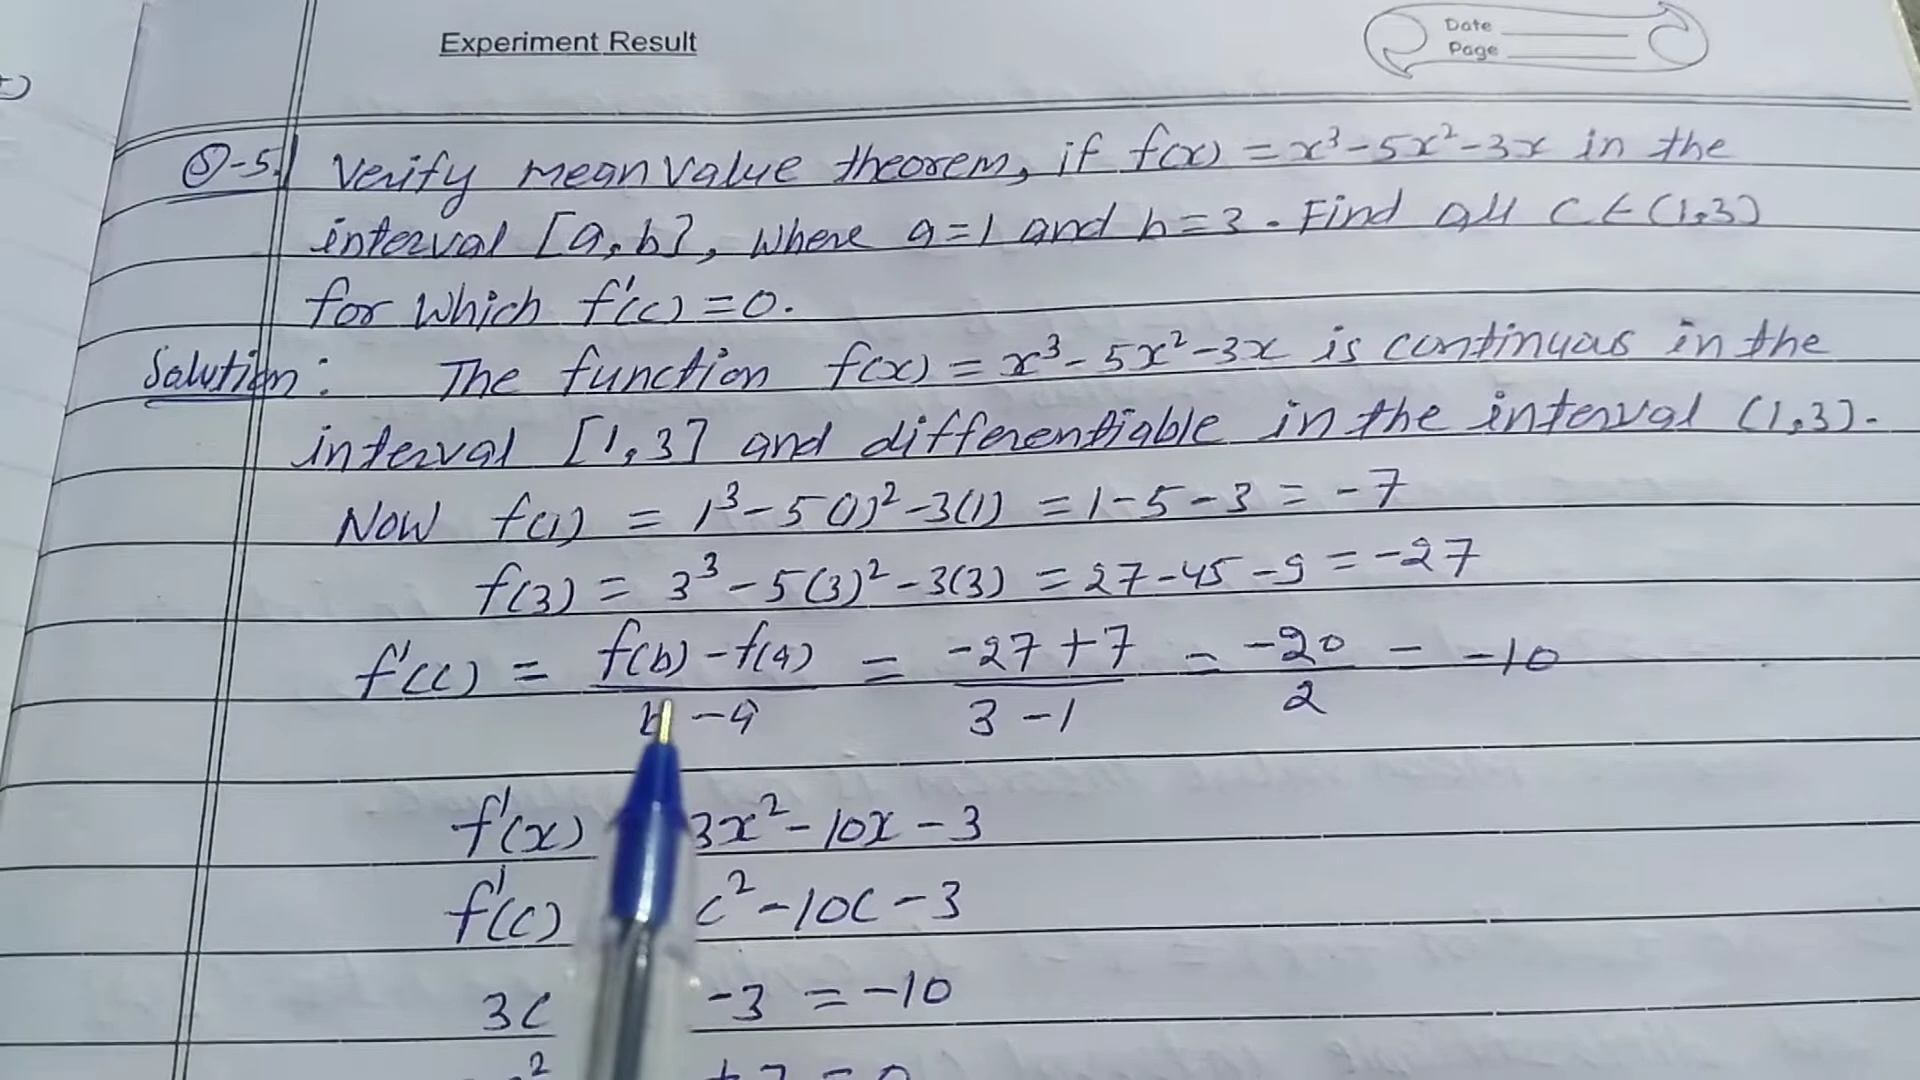 Experiment Result
Date
Page
Q-5. Verify mean value theorem, if f(x) = x³-5x²-3x in the
interval [a,b], where a=1 and b=3. Find all c∈(1,3)
for which f'(c) = 0.
Solution: The function f(x) = x³-5x²-3x is continuous in the
interval [1,3] and differentiable in the interval (1,3).
Now f(1) = 1³-5(1)²-3(1) = 1-5-3 = -7
f(3) = 3³-5(3)²-3(3) = 27-45-9 = -27
f'(c) = f(b)-f(a) / b-a = -27+7 / 3-1 = -20 / 2 = -10
f'(x) 3x²-10x-3
f'(c) c²-10c-3
3c -3 = -10